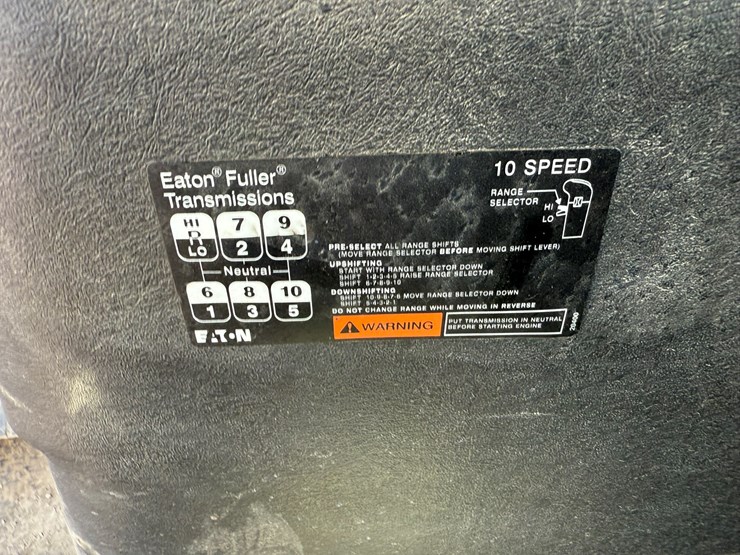 Eaton® Fuller®
Transmissions
HI
R
LO
7
2
9
4
Neutral
6
1
8
3
10
5
E·T·N
10 SPEED
RANGE
SELECTOR
HI
LO
N
PRE-SELECT ALL RANGE SHIFTS
(MOVE RANGE SELECTOR BEFORE MOVING SHIFT LEVER)
UPSHIFTING
START WITH RANGE SELECTOR DOWN
SHIFT 1-2-3-4-5 RAISE RANGE SELECTOR
SHIFT 6-7-8-9-10
DOWNSHIFTING
SHIFT 10-9-8-7-6 MOVE RANGE SELECTOR DOWN
SHIFT 5-4-3-2-1
DO NOT CHANGE RANGE WHILE MOVING IN REVERSE
WARNING
PUT TRANSMISSION IN NEUTRAL
BEFORE STARTING ENGINE
20400